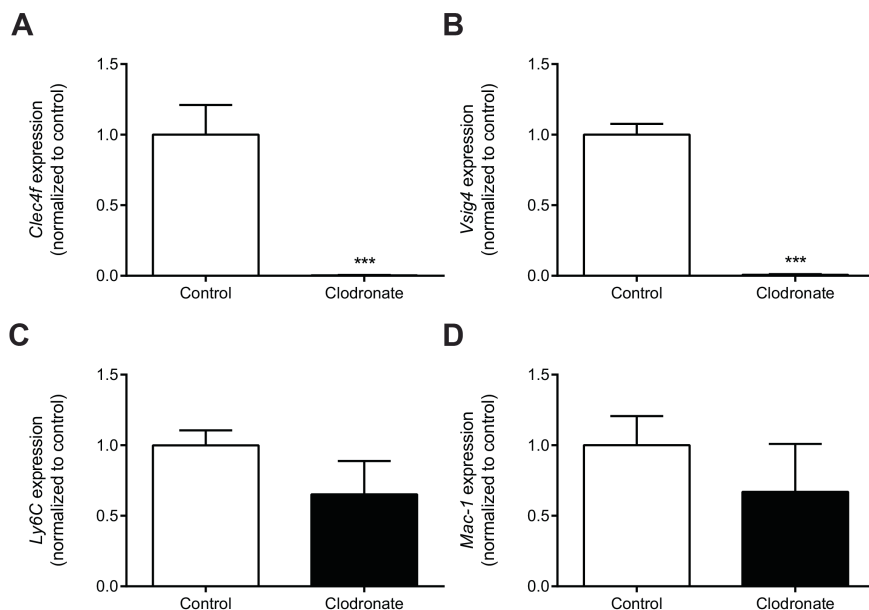 A
Clec4f expression
(normalized to control)
1.5
1.0
0.5
0.0
***
Control
Clodronate
B
Vsig4 expression
(normalized to control)
1.5
1.0
0.5
0.0
***
Control
Clodronate
C
Ly6C expression
(normalized to control)
1.5
1.0
0.5
0.0
Control
Clodronate
D
Mac-1 expression
(normalized to control)
1.5
1.0
0.5
0.0
Control
Clodronate